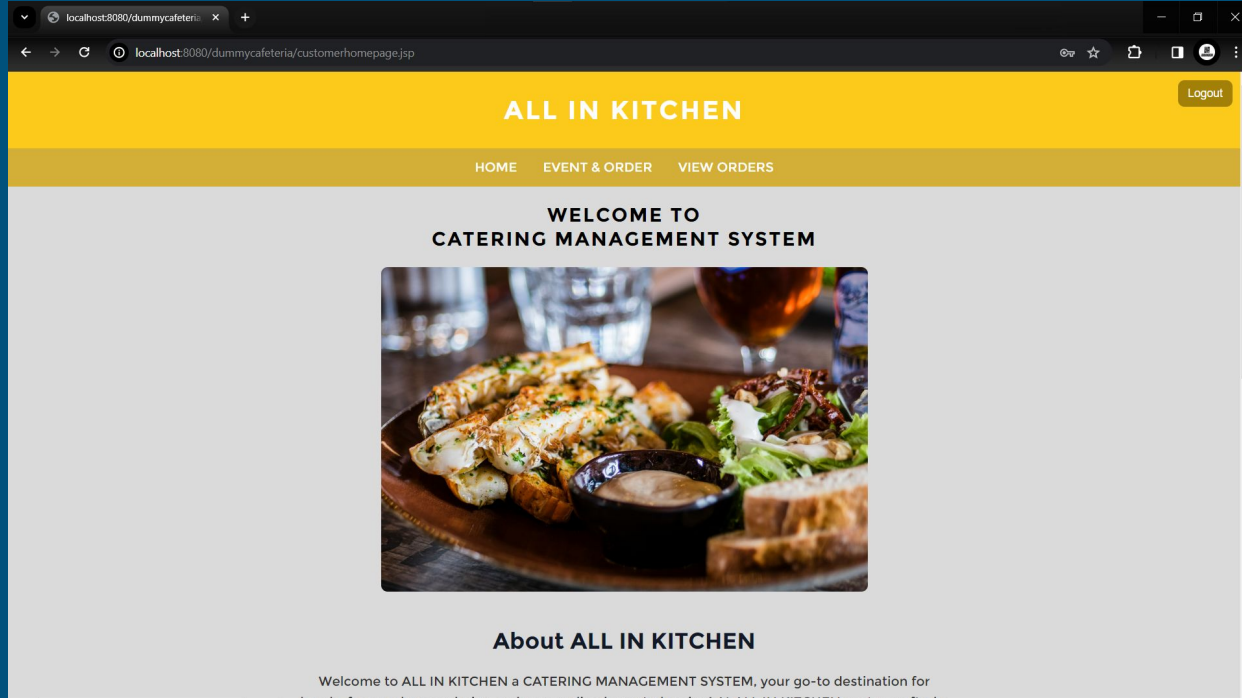 localhost:8080/dummycafeteria
localhost:8080/dummycafeteria/customerhomepage.jsp
Logout
ALL IN KITCHEN
HOME EVENT & ORDER VIEW ORDERS
WELCOME TO
CATERING MANAGEMENT SYSTEM
About ALL IN KITCHEN
Welcome to ALL IN KITCHEN a CATERING MANAGEMENT SYSTEM, your go-to destination for